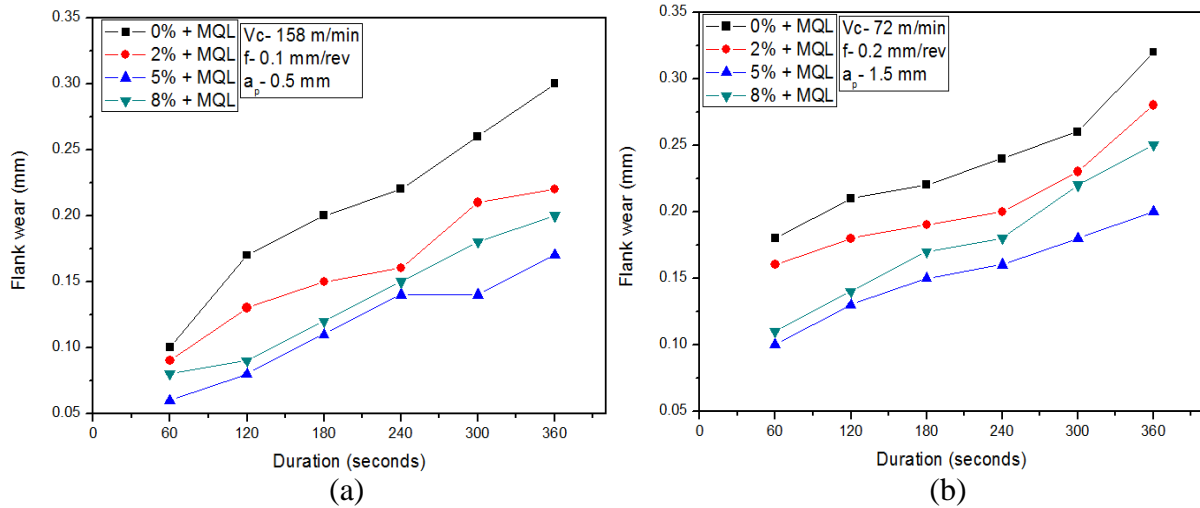 0% + MQL
2% + MQL
5% + MQL
8% + MQL
Vc- 158 m/min
f- 0.1 mm/rev
ap- 0.5 mm
0.35
0.30
0.25
0.20
0.15
0.10
0.05
Flank wear (mm)
0 60 120 180 240 300 360
Duration (seconds)
(a)
0% + MQL
2% + MQL
5% + MQL
8% + MQL
Vc- 72 m/min
f- 0.2 mm/rev
ap- 1.5 mm
0.35
0.30
0.25
0.20
0.15
0.10
0.05
Flank wear (mm)
0 60 120 180 240 300 360
Duration (seconds)
(b)